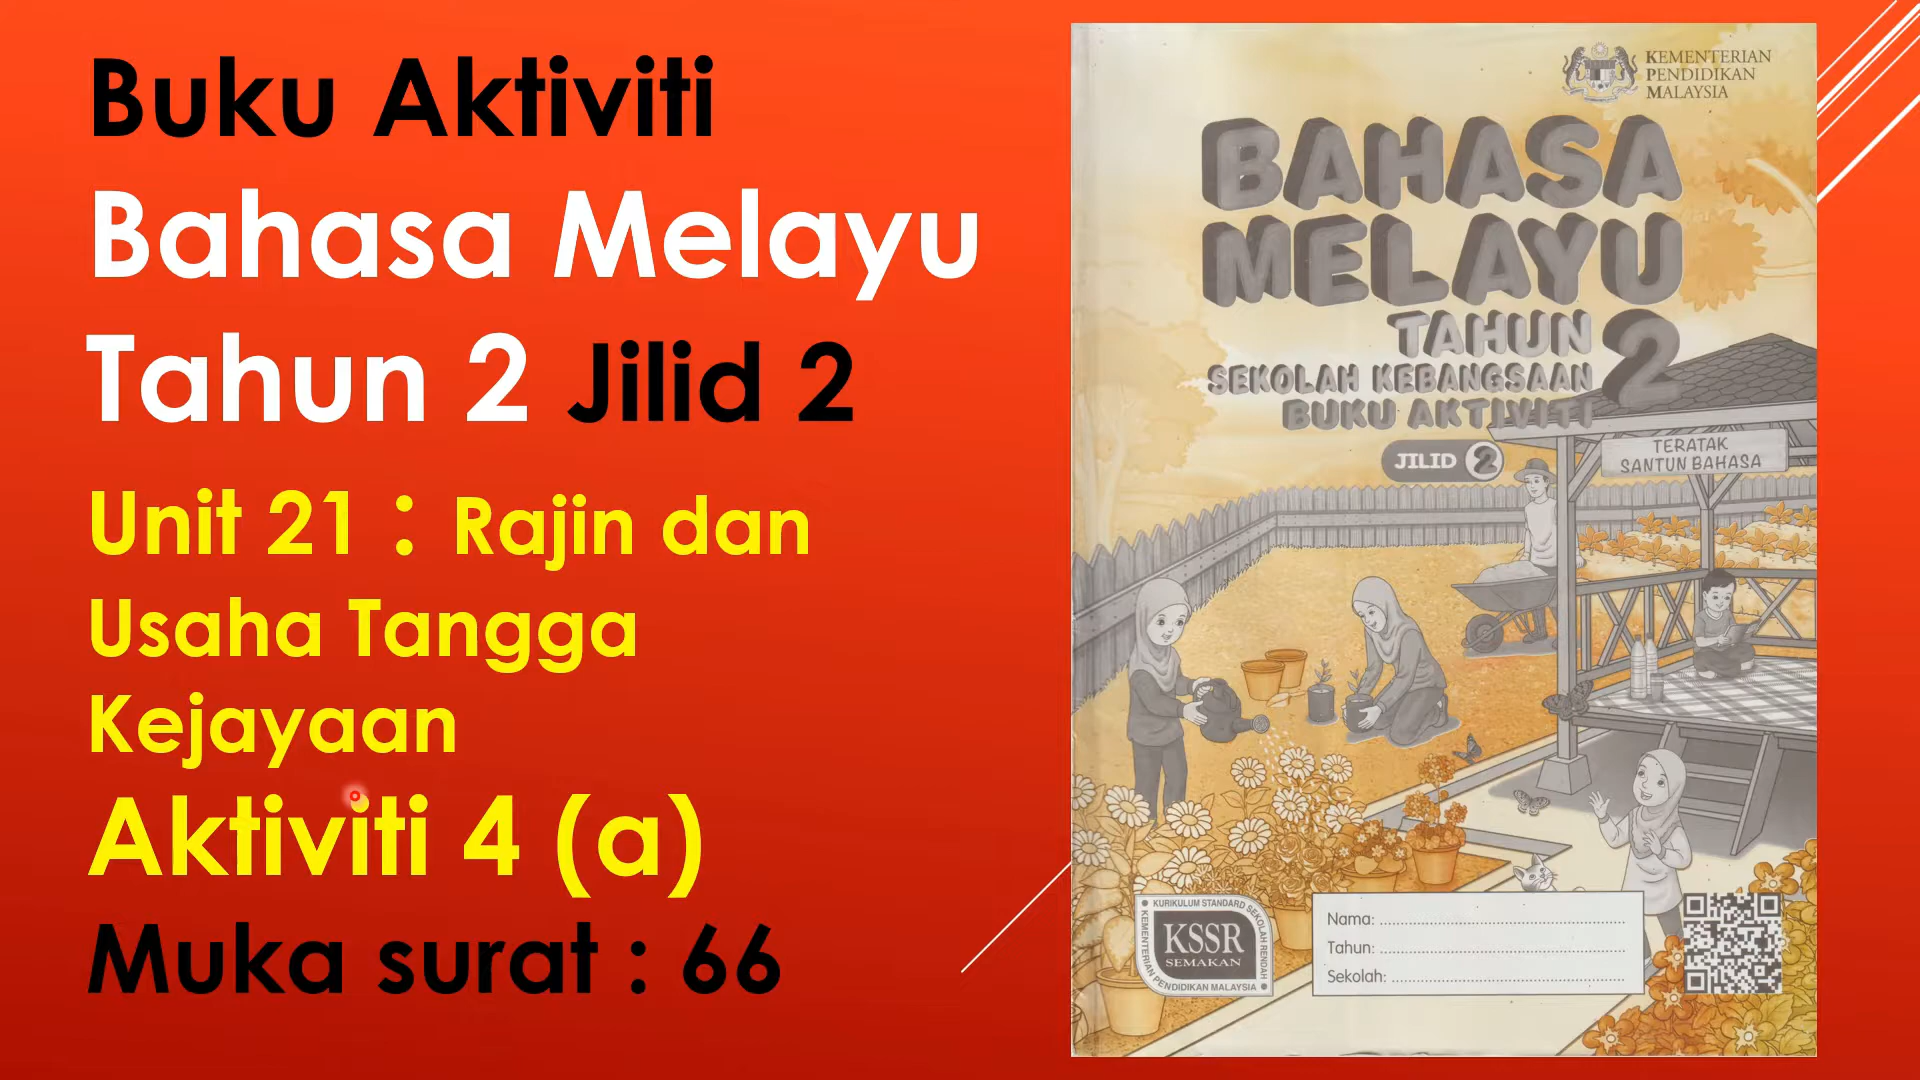 Buku Aktiviti
Bahasa Melayu
Tahun 2 Jilid 2
Unit 21 : Rajin dan
Usaha Tangga
Kejayaan
Aktiviti 4 (a)
Muka surat : 66
KEMENTERIAN
PENDIDIKAN
MALAYSIA
BAHASA
MELAYU
TAHUN 2
SEKOLAH KEBANGSAAN
BUKU AKTIVITI
JILID 2
TERATAK
SANTUN BAHASA
KURIKULUM STANDARD SEKOLAH RENDAH
KSSR
SEMAKAN
KEMENTERIAN PENDIDIKAN MALAYSIA
Nama: ....................................................
Tahun: ....................................................
Sekolah: ....................................................